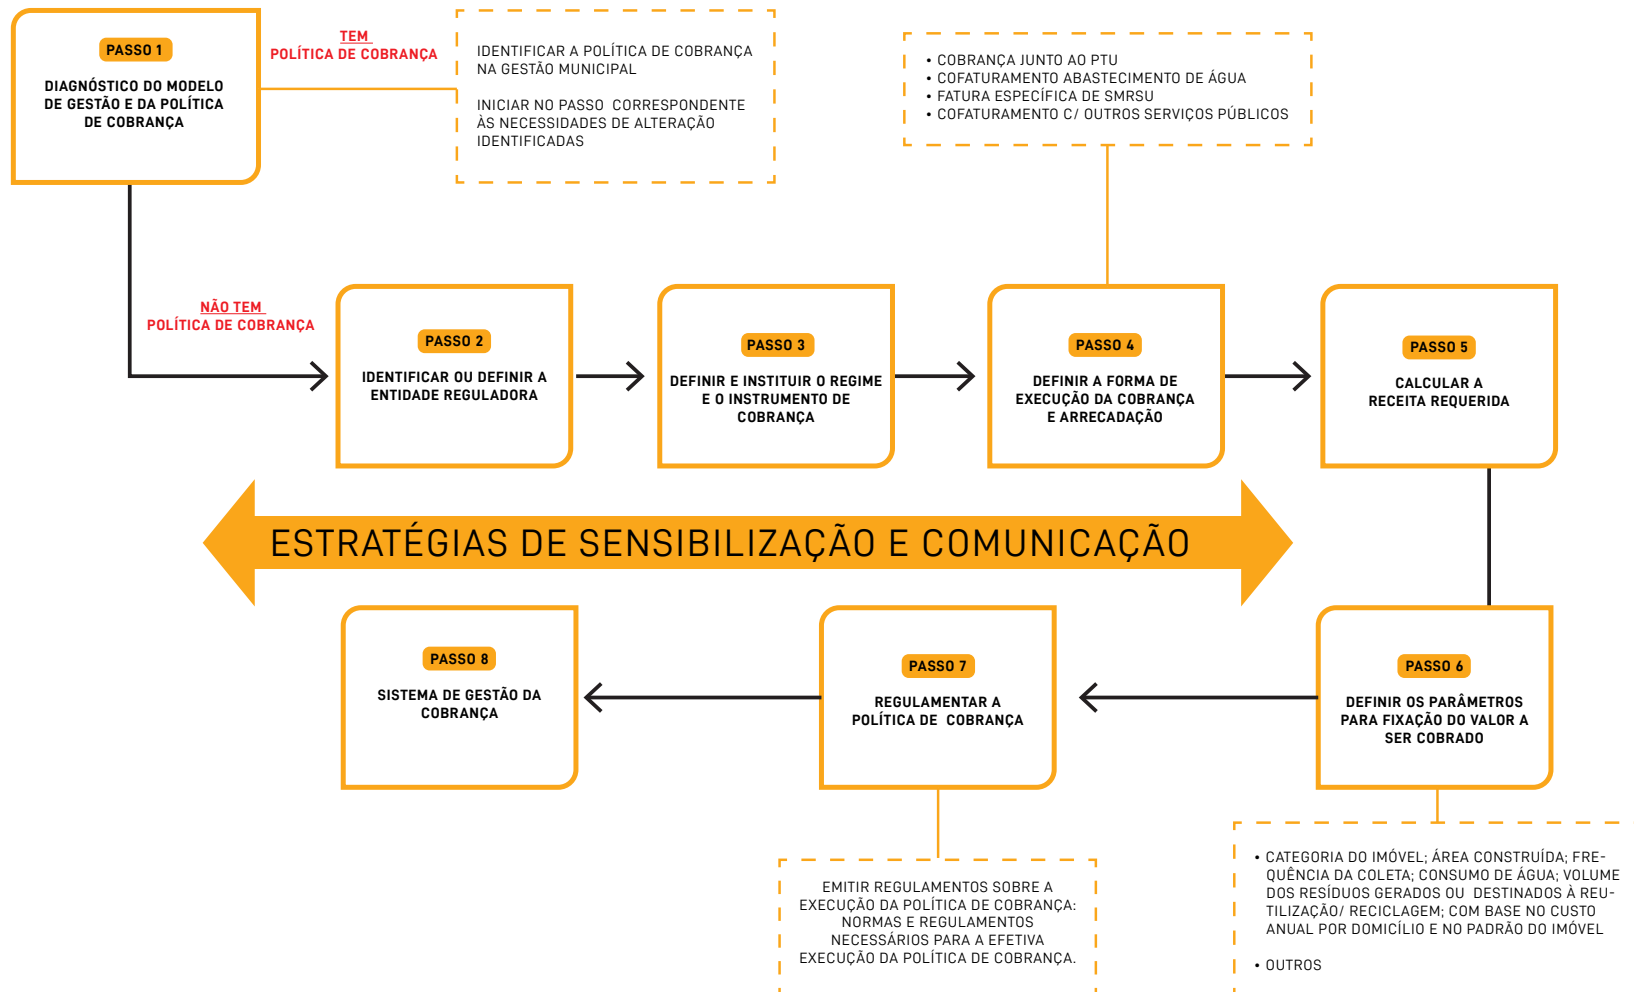 PASSO 1
DIAGNÓSTICO DO MODELO
DE GESTÃO E DA POLÍTICA
DE COBRANÇA
TEM
POLÍTICA DE COBRANÇA
IDENTIFICAR A POLÍTICA DE COBRANÇA
NA GESTÃO MUNICIPAL
INICIAR NO PASSO CORRESPONDENTE
ÀS NECESSIDADES DE ALTERAÇÃO
IDENTIFICADAS
• COBRANÇA JUNTO AO PTU
• COFATURAMENTO ABASTECIMENTO DE ÁGUA
• FATURA ESPECÍFICA DE SMRSU
• COFATURAMENTO C/ OUTROS SERVIÇOS PÚBLICOS
NÃO TEM
POLÍTICA DE COBRANÇA
PASSO 2
IDENTIFICAR OU DEFINIR A
ENTIDADE REGULADORA
PASSO 3
DEFINIR E INSTITUIR O REGIME
E O INSTRUMENTO DE
COBRANÇA
PASSO 4
DEFINIR A FORMA DE
EXECUÇÃO DA COBRANÇA
E ARRECADAÇÃO
PASSO 5
CALCULAR A
RECEITA REQUERIDA
ESTRATÉGIAS DE SENSIBILIZAÇÃO E COMUNICAÇÃO
PASSO 8
SISTEMA DE GESTÃO DA
COBRANÇA
PASSO 7
REGULAMENTAR A
POLÍTICA DE COBRANÇA
PASSO 6
DEFINIR OS PARÂMETROS
PARA FIXAÇÃO DO VALOR A
SER COBRADO
EMITIR REGULAMENTOS SOBRE A
EXECUÇÃO DA POLÍTICA DE COBRANÇA:
NORMAS E REGULAMENTOS
NECESSÁRIOS PARA A EFETIVA
EXECUÇÃO DA POLÍTICA DE COBRANÇA.
• CATEGORIA DO IMÓVEL; ÁREA CONSTRUÍDA; FRE-
QUÊNCIA DA COLETA; CONSUMO DE ÁGUA; VOLUME
DOS RESÍDUOS GERADOS OU DESTINADOS À REU-
TILIZAÇÃO/ RECICLAGEM; COM BASE NO CUSTO
ANUAL POR DOMICÍLIO E NO PADRÃO DO IMÓVEL
• OUTROS